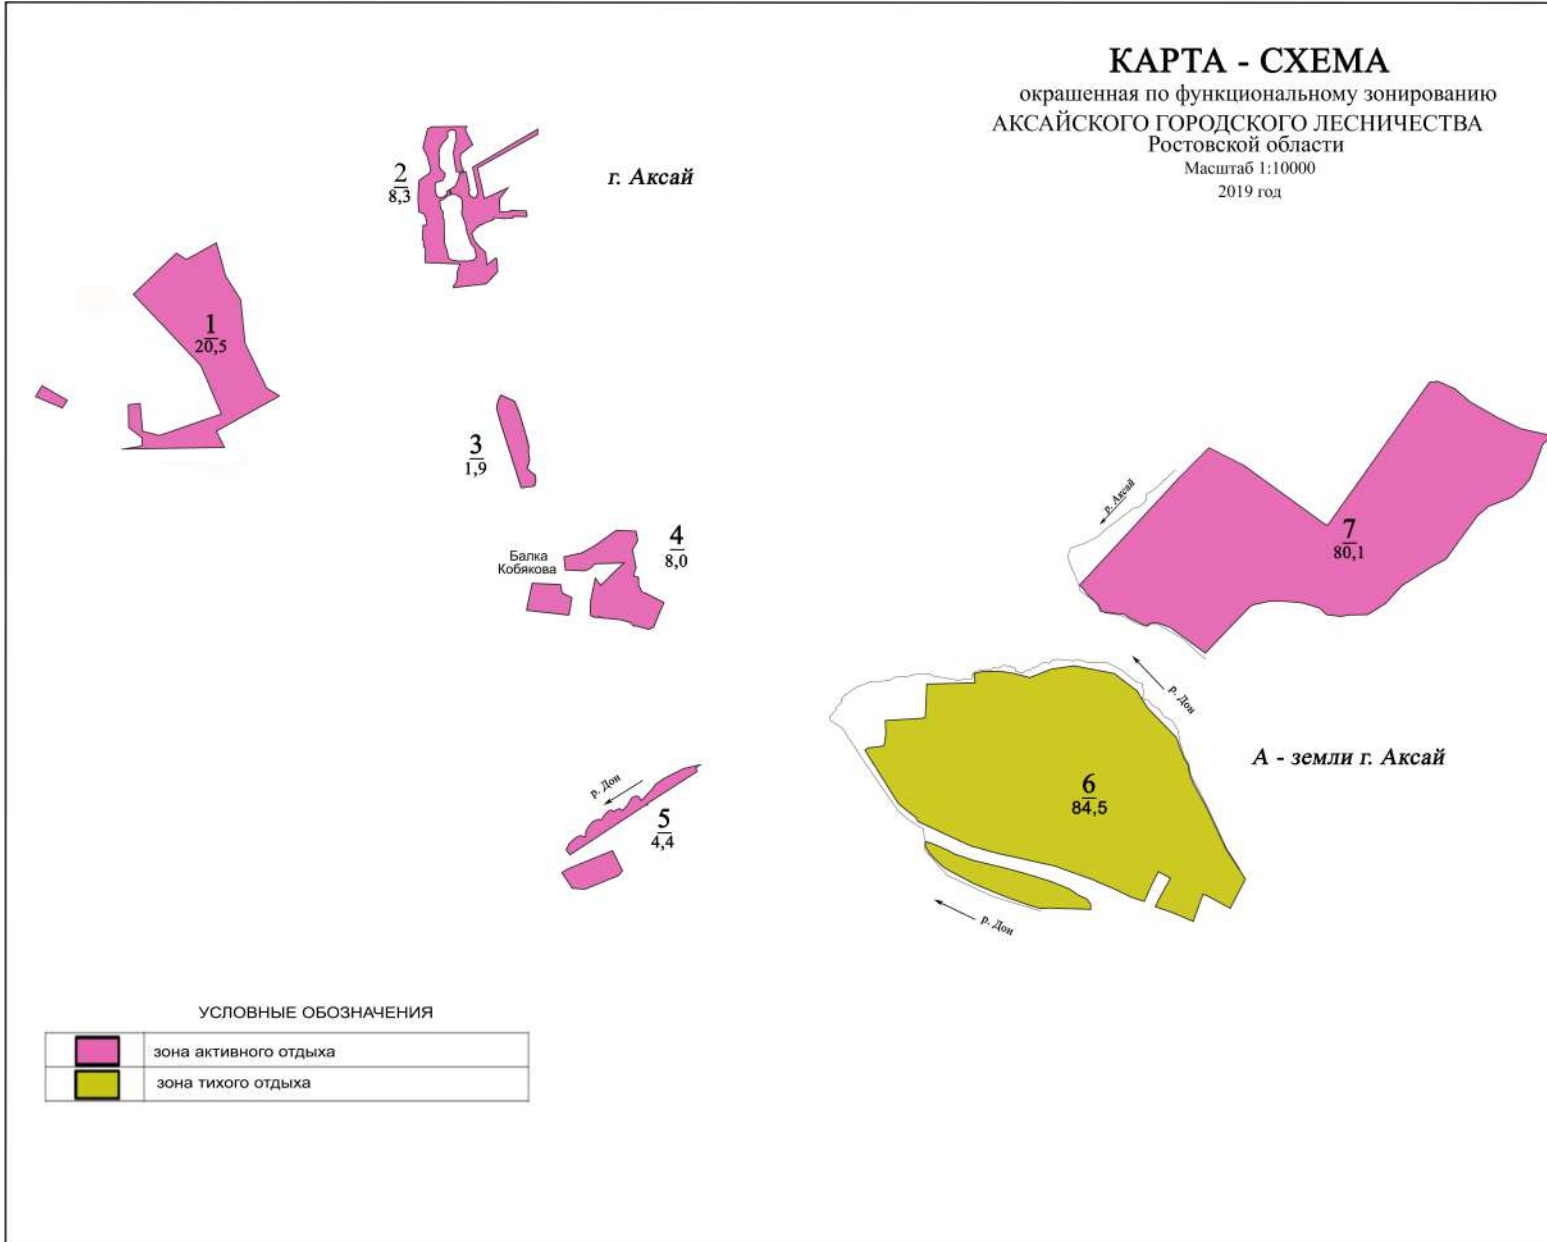 КАРТА - СХЕМА
окрашенная по функциональному зонированию
АКСАЙСКОГО ГОРОДСКОГО ЛЕСНИЧЕСТВА
Ростовской области
Масштаб 1:10000
2019 год
г. Аксай
2
8,3
1
20,5
3
1,9
4
8,0
Балка
Кобякова
р. Аксай
7
80,1
р. Дон
А - земли г. Аксай
6
84,5
р. Дон
5
4,4
р. Дон
УСЛОВНЫЕ ОБОЗНАЧЕНИЯ
зона активного отдыха
зона тихого отдыха